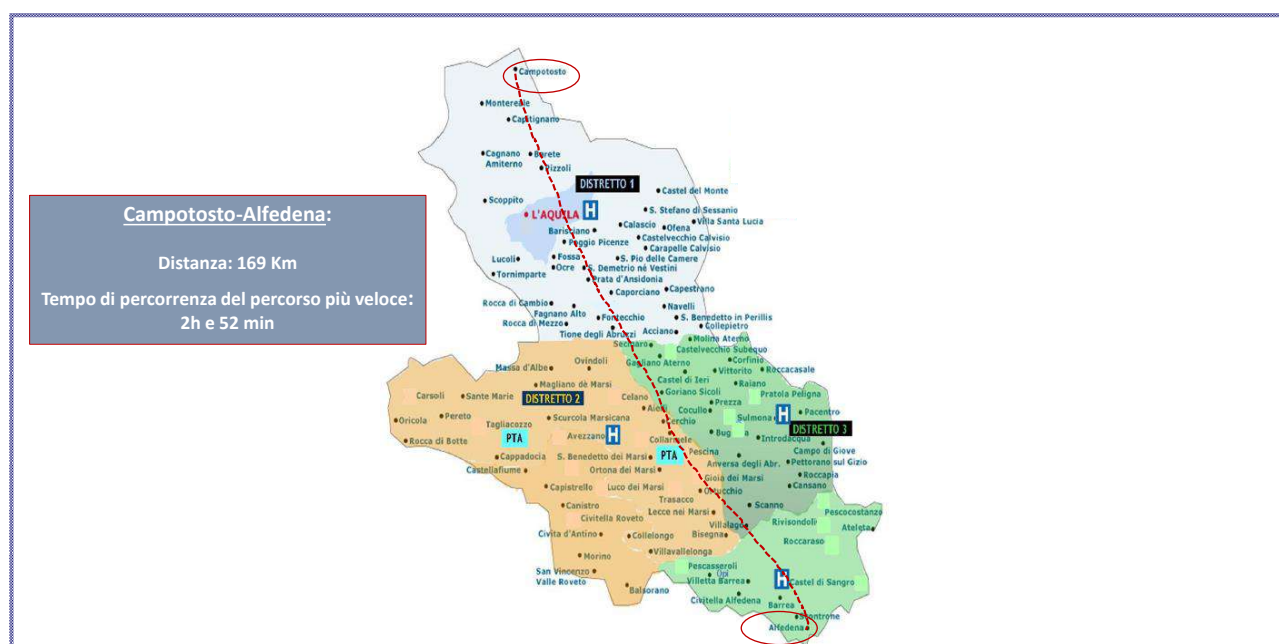 Campotosto
Montereale
Capitignano
Cagnano
Amiterno
Barete
Pizzoli
DISTRETTO 1
Castel del Monte
Scoppito
L'AQUILA
H
S. Stefano di Sessanio
Villa Santa Lucia
Calascio
Ofena
Barisciano
Castelvecchio Calvisio
Poggio Picenze
Carapelle Calvisio
Lucoli
Fossa
S. Pio delle Camere
Ocre
S. Demetrio nè Vestini
Tornimparte
Prata d'Ansidonia
Caporciano
Capestrano
Rocca di Cambio
Fagnano Alto
Navelli
Fontecchio
S. Benedetto in Perillis
Rocca di Mezzo
Tione degli Abruzzi
Acciano
Collepietro
Molina Aterno
Campotosto-Alfedena:
Distanza: 169 Km
Tempo di percorrenza del percorso più veloce:
2h e 52 min
Secinaro
Castelvecchio Subequo
Gagliano Aterno
Corfinio
Ovindoli
Massa d'Albe
Vittorito
Roccacasale
Castel di Ieri
Raiano
Magliano dè Marsi
Goriano Sicoli
Pratola Peligna
Carsoli
Sante Marie
DISTRETTO 2
Celano
Prezza
Aielli
Cocullo
Sulmona
H
Pacentro
Oricola
Pereto
Scurcola Marsicana
Cerchio
Tagliacozzo
DISTRETTO 3
PTA
Avezzano
H
Collarmele
Introdacqua
Rocca di Botte
Campo di Giove
Pescina
Cappadocia
S. Benedetto dei Marsi
PTA
Anversa degli Abr.
Pettorano sul Gizio
Castellafiume
Ortona dei Marsi
Gioia dei Marsi
Roccapia
Capistrello
Luco dei Marsi
Ortucchio
Cansano
Trasacco
Canistro
Lecce nei Marsi
Scanno
Pescocostanzo
Civitella Roveto
Villalago
Rivisondoli
Ateleta
Civita d'Antino
Collelongo
Bisegna
Roccaraso
Morino
Villavallelonga
Pescasseroli
San Vincenzo
Valle Roveto
Opi
Villetta Barrea
H
Castel di Sangro
Balsorano
Civitella Alfedena
Barrea
Scontrone
Alfedena